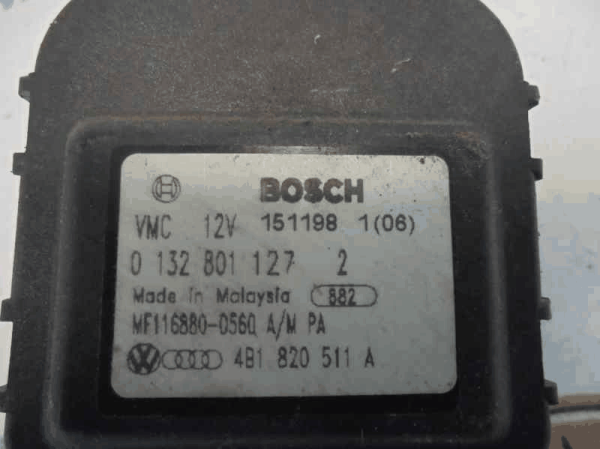 BOSCH
VMC 12V 151198 1(06)
0 132 801 127 2
Made in Malaysia 882
MF116880-0560 A/M PA
4B1 820 511 A